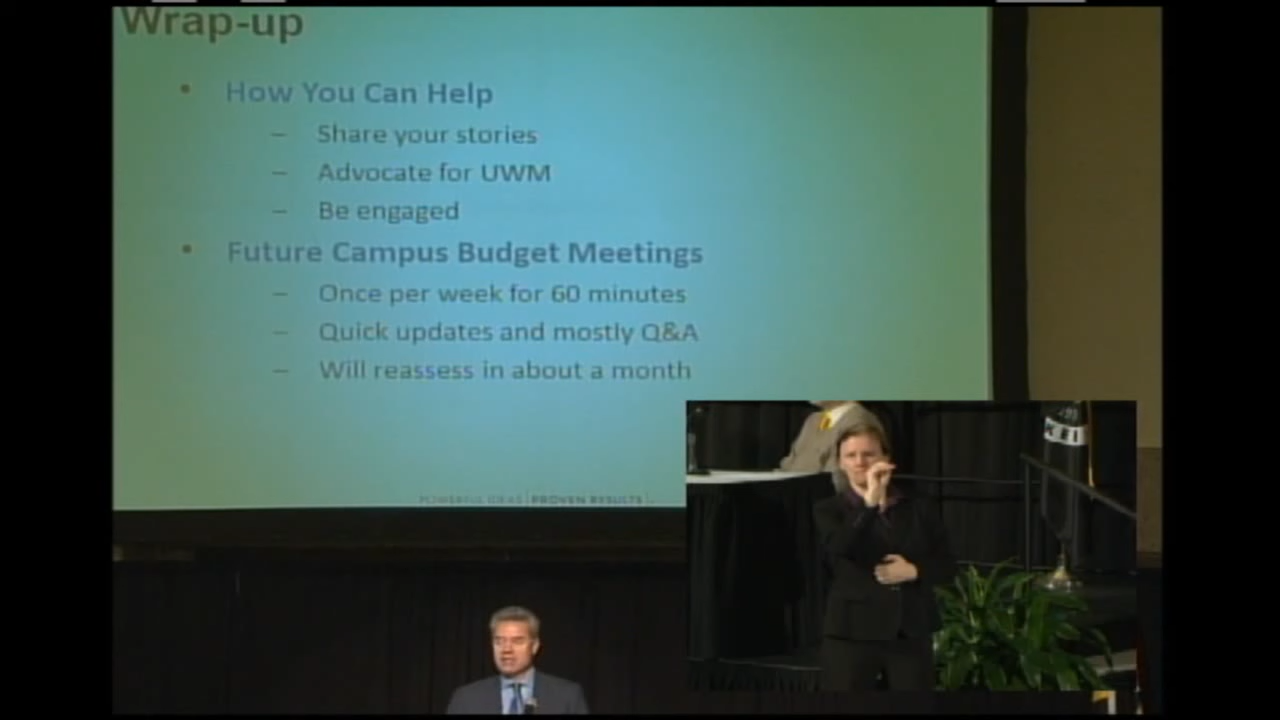 Wrap-up
• How You Can Help
– Share your stories
– Advocate for UWM
– Be engaged
• Future Campus Budget Meetings
– Once per week for 60 minutes
– Quick updates and mostly Q&A
– Will reassess in about a month
POWERFUL IDEAS | PROVEN RESULTS